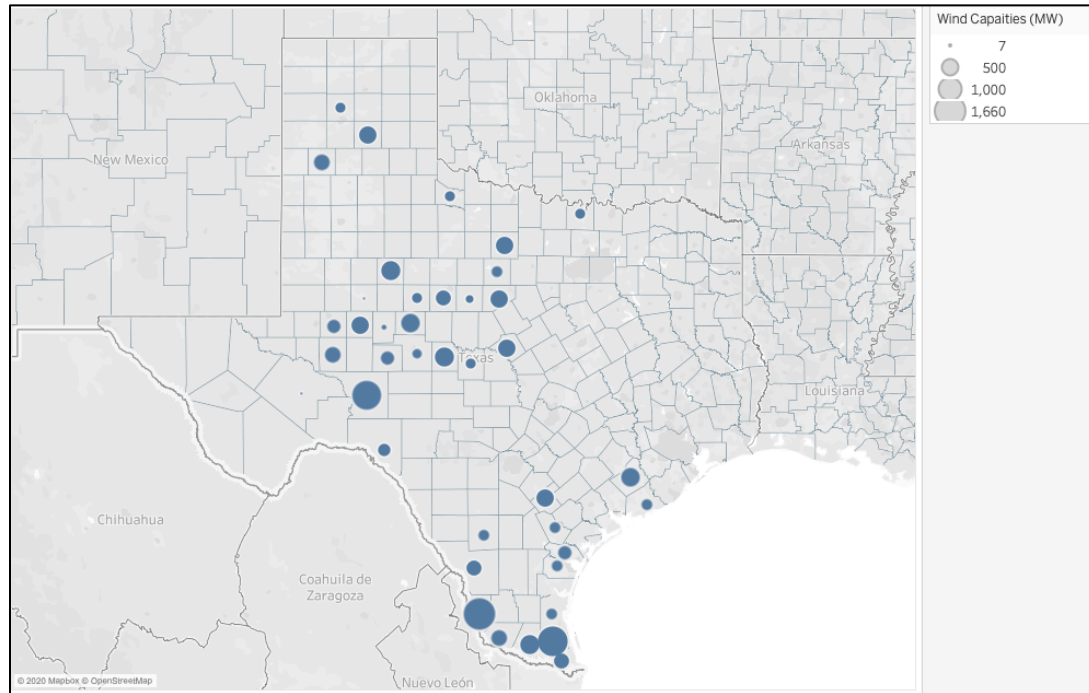 Wind Capaities (MW)
7
500
1,000
1,660
Oklahoma
Arkansas
New Mexico
Texas
Louisiana
Chihuahua
Coahuila de
Zaragoza
Nuevo León
© 2020 Mapbox © OpenStreetMap